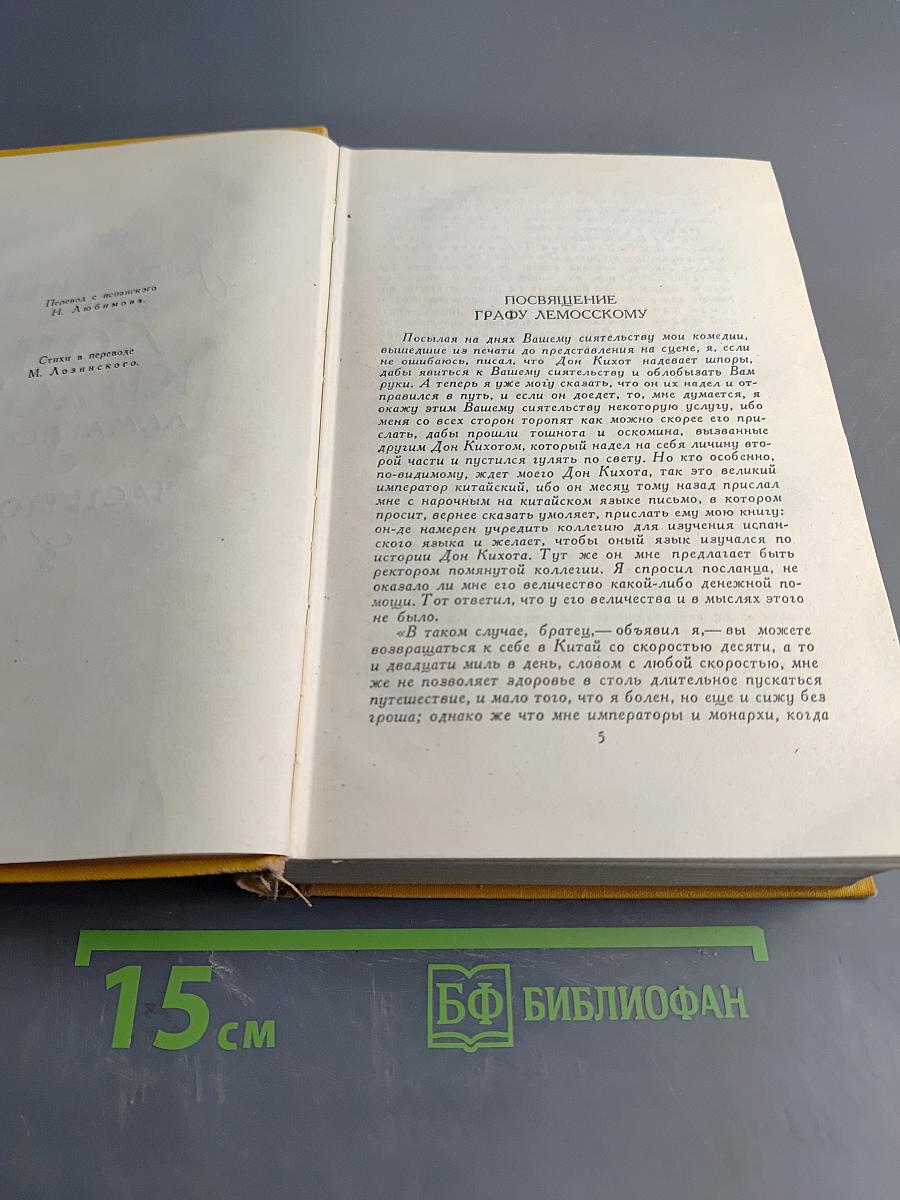 Перевод с испанского
Н. Любимова.
Стихи в переводе
М. Лозинского.
ПОСВЯЩЕНИЕ
ГРАФУ ЛЕМОССКОМУ
Посылая на днях Вашему сиятельству мои комедии,
вышедшие из печати до представления на сцене, я, если
не ошибаюсь, писал, что Дон Кихот надевает шпоры,
дабы явиться к Вашему сиятельству и облобызать Вам
руки. А теперь я уже могу сказать, что он их надел и от-
правился в путь, и если он доедет, то, мне думается, я
окажу этим Вашему сиятельству некоторую услугу, ибо
меня со всех сторон торопят как можно скорее его при-
слать, дабы прошли тошнота и оскомина, вызванные
другим Дон Кихотом, который надел на себя личину вто-
рой части и пустился гулять по свету. Но кто особенно,
по-видимому, ждет моего Дон Кихота, так это великий
император китайский, ибо он месяц тому назад прислал
мне с нарочным на китайском языке письмо, в котором
просит, вернее сказать умоляет, прислать ему мою книгу:
он-де намерен учредить коллегию для изучения испан-
ского языка и желает, чтобы оный язык изучался по
истории Дон Кихота. Тут же он мне предлагает быть
ректором помянутой коллегии. Я спросил посланца, не
оказало ли мне его величество какой-либо денежной по-
мощи. Тот ответил, что у его величества и в мыслях этого
не было.
«В таком случае, братец,— объявил я,— вы можете
возвращаться к себе в Китай со скоростью десяти, а то
и двадцати миль в день, словом с любой скоростью, мне
же не позволяет здоровье в столь длительное пускаться
путешествие, и мало того, что я болен, но еще и сижу без
гроша; однако же что мне императоры и монархи, когда
5
15 см
БФ БИБЛИОФАН